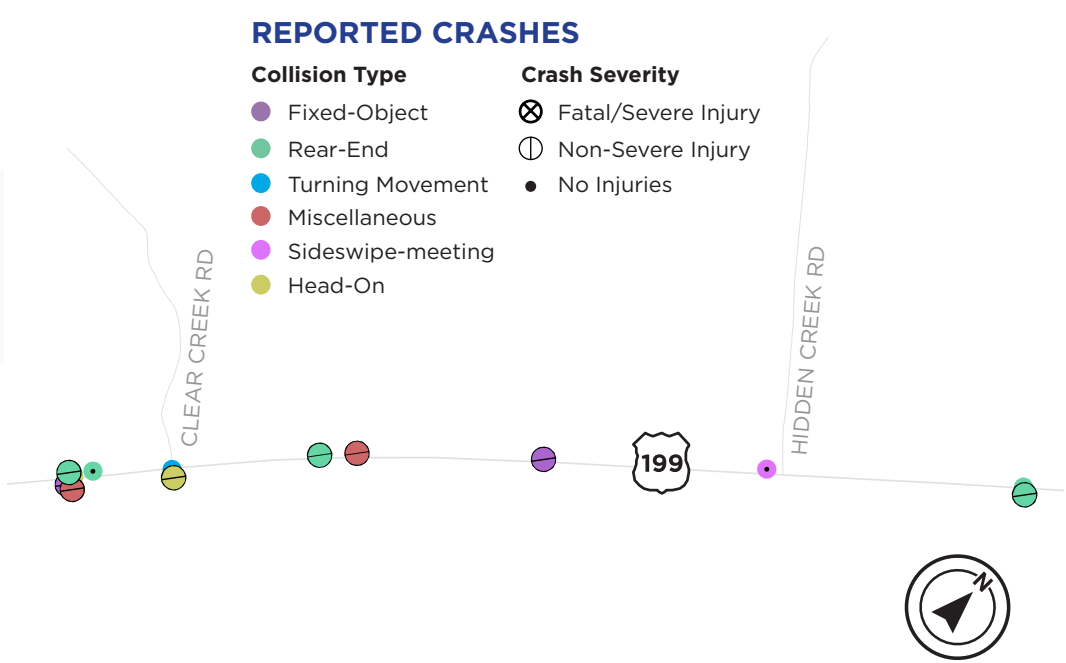 REPORTED CRASHES
Collision Type
Fixed-Object
Rear-End
Turning Movement
Miscellaneous
Sideswipe-meeting
Head-On
Crash Severity
Fatal/Severe Injury
Non-Severe Injury
No Injuries
CLEAR CREEK RD
HIDDEN CREEK RD
199
N